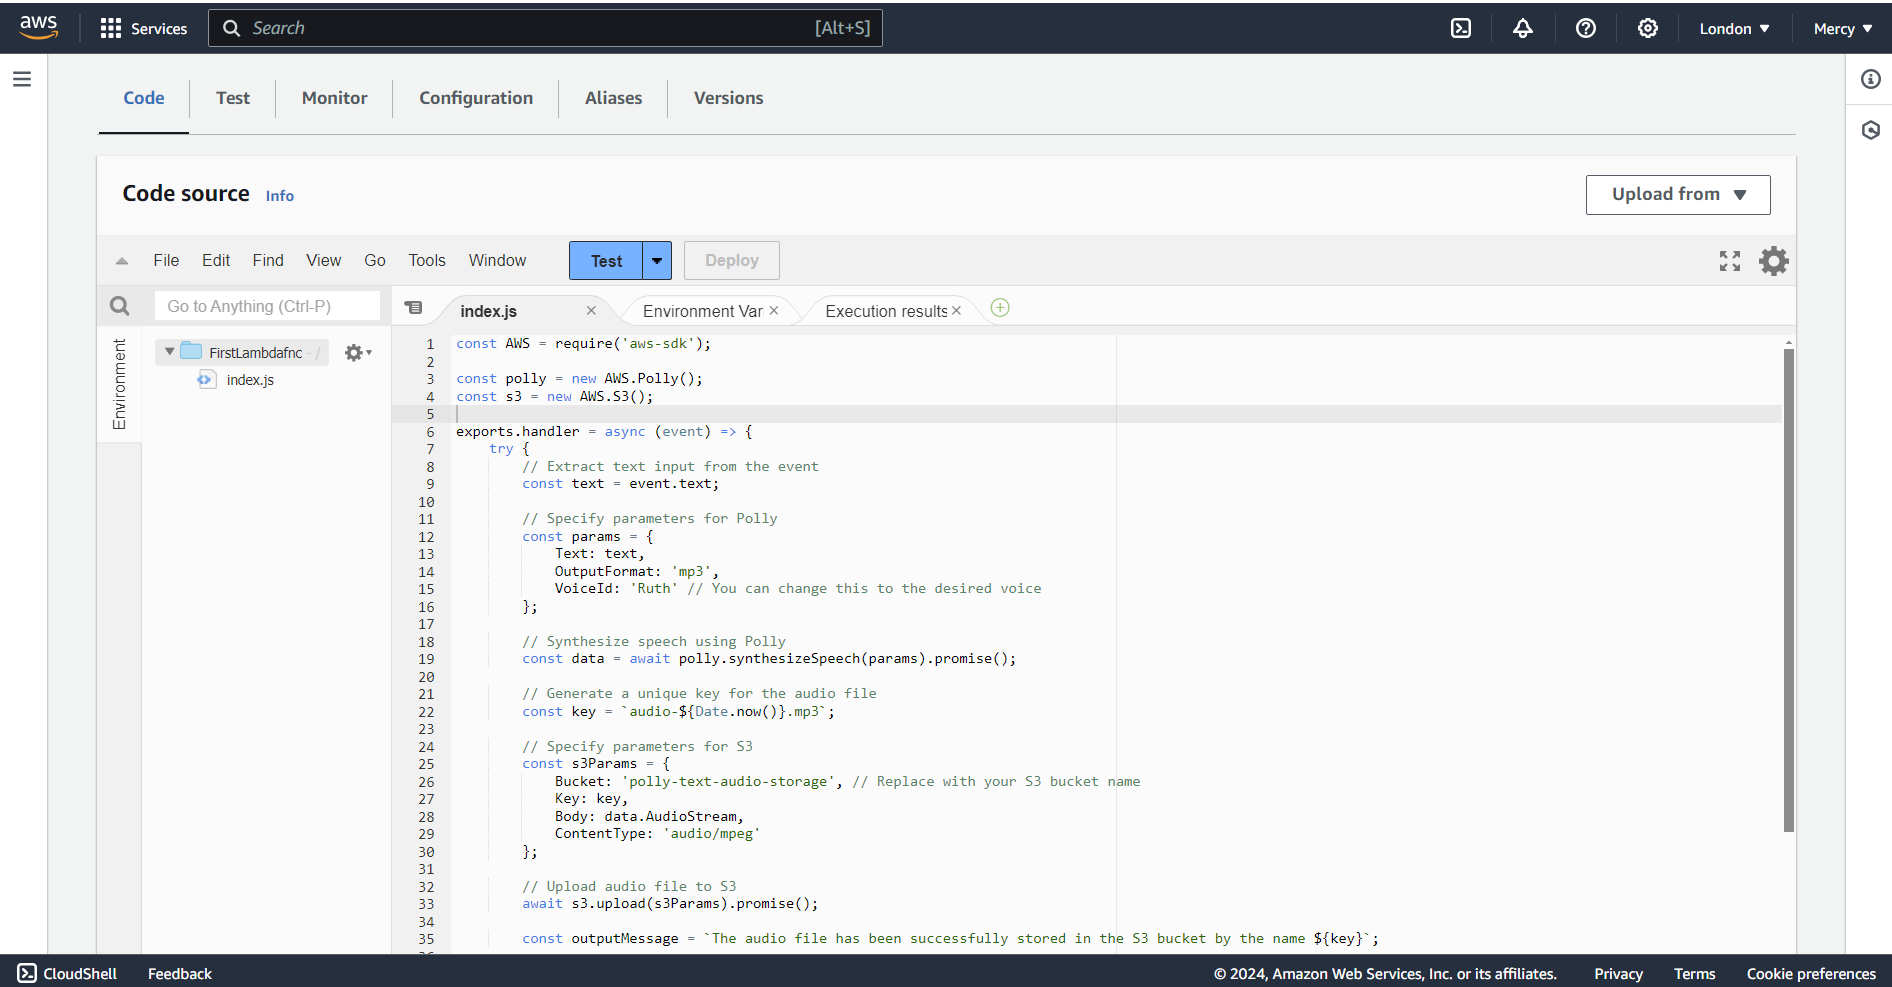 aws Services Search [Alt+S] London Mercy
Code Test Monitor Configuration Aliases Versions
Code source Info Upload from
File Edit Find View Go Tools Window Test Deploy
Go to Anything (Ctrl-P) index.js Environment Var Execution results
Environment
FirstLambdafnc - /
index.js
1 const AWS = require('aws-sdk');
2
3 const polly = new AWS.Polly();
4 const s3 = new AWS.S3();
5
6 exports.handler = async (event) => {
7 try {
8 // Extract text input from the event
9 const text = event.text;
10
11 // Specify parameters for Polly
12 const params = {
13 Text: text,
14 OutputFormat: 'mp3',
15 VoiceId: 'Ruth' // You can change this to the desired voice
16 };
17
18 // Synthesize speech using Polly
19 const data = await polly.synthesizeSpeech(params).promise();
20
21 // Generate a unique key for the audio file
22 const key = `audio-${Date.now()}.mp3`;
23
24 // Specify parameters for S3
25 const s3Params = {
26 Bucket: 'polly-text-audio-storage', // Replace with your S3 bucket name
27 Key: key,
28 Body: data.AudioStream,
29 ContentType: 'audio/mpeg'
30 };
31
32 // Upload audio file to S3
33 await s3.upload(s3Params).promise();
34
35 const outputMessage = `The audio file has been successfully stored in the S3 bucket by the name ${key}`;
CloudShell Feedback © 2024, Amazon Web Services, Inc. or its affiliates. Privacy Terms Cookie preferences